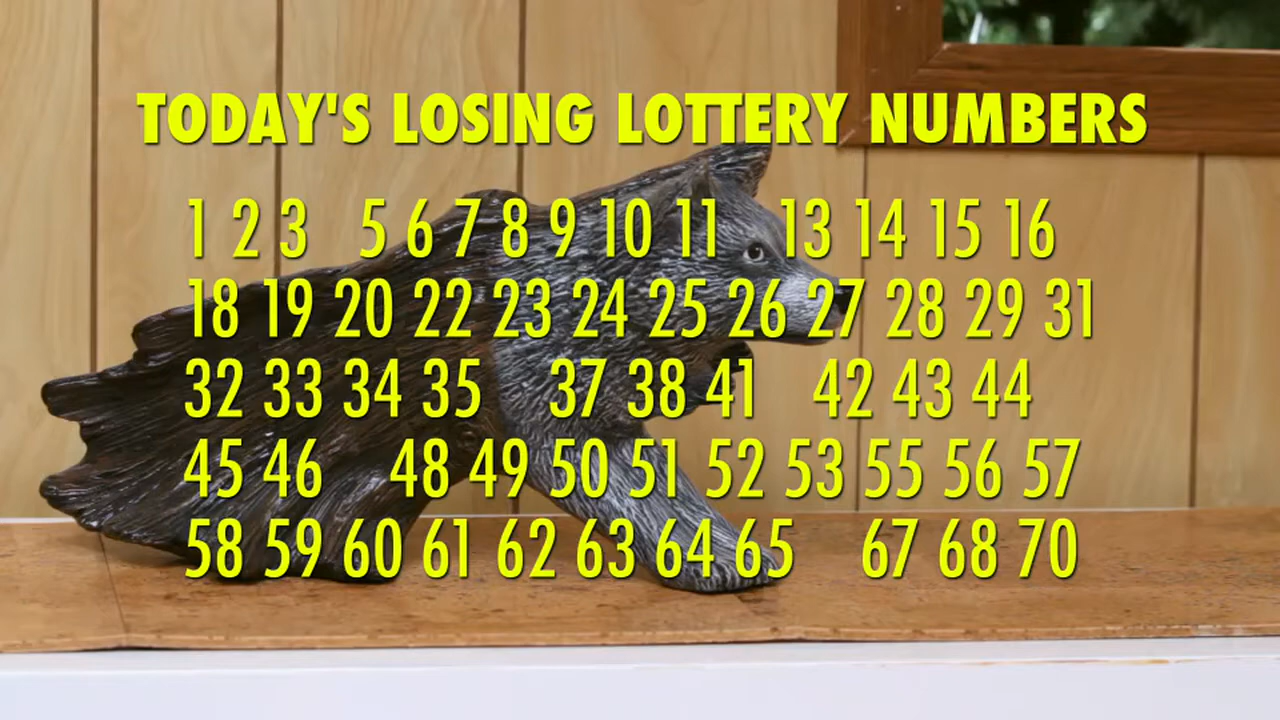 TODAY'S LOSING LOTTERY NUMBERS
1 2 3 5 6 7 8 9 10 11 13 14 15 16
18 19 20 22 23 24 25 26 27 28 29 31
32 33 34 35 37 38 41 42 43 44
45 46 48 49 50 51 52 53 55 56 57
58 59 60 61 62 63 64 65 67 68 70